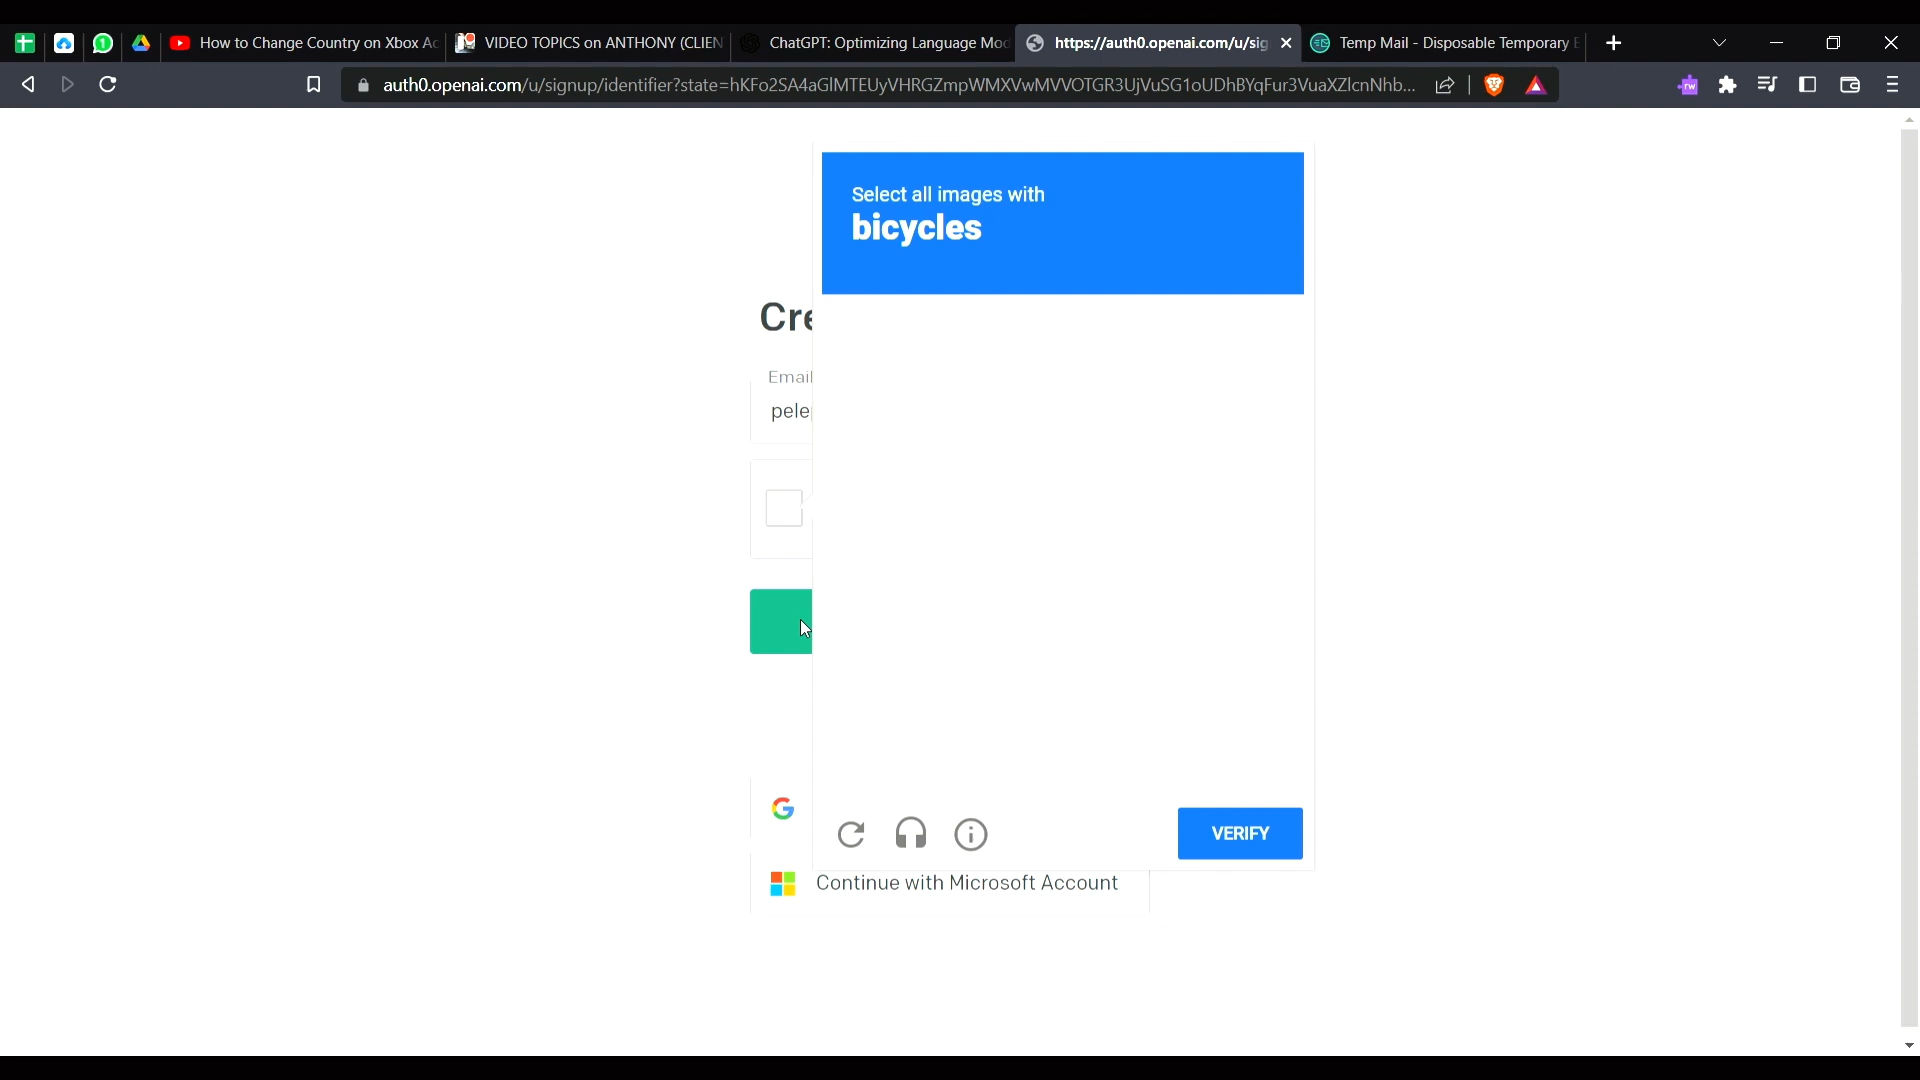 How to Change Country on Xbox Ac
VIDEO TOPICS on ANTHONY (CLIEN
ChatGPT: Optimizing Language Mod
https://auth0.openai.com/u/sig
Temp Mail - Disposable Temporary E
auth0.openai.com/u/signup/identifier?state=hKFo2SA4aGlMTEUyVHRGZmpWMXVwMVVOTGR3UjVuSG1oUDhBYqFur3VuaXZlcnNhb...
rw
Select all images with
bicycles
Cre
Email
pele
VERIFY
Continue with Microsoft Account